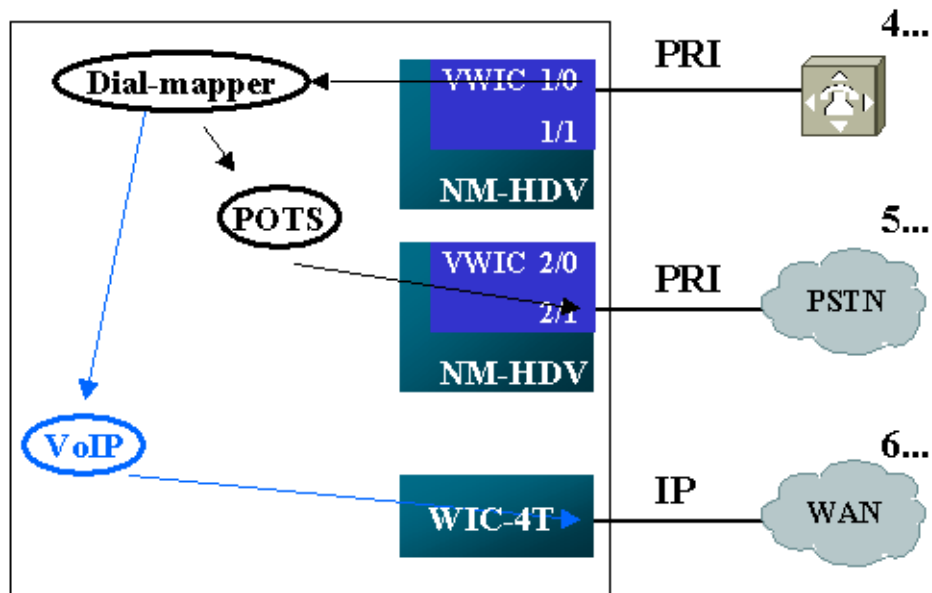 4...
PRI
Dial-mapper
VWIC 1/0
1/1
NM-HDV
POTS
5...
VWIC 2/0
PRI
PSTN
2/1
NM-HDV
VoIP
6...
IP
WIC-4T
WAN